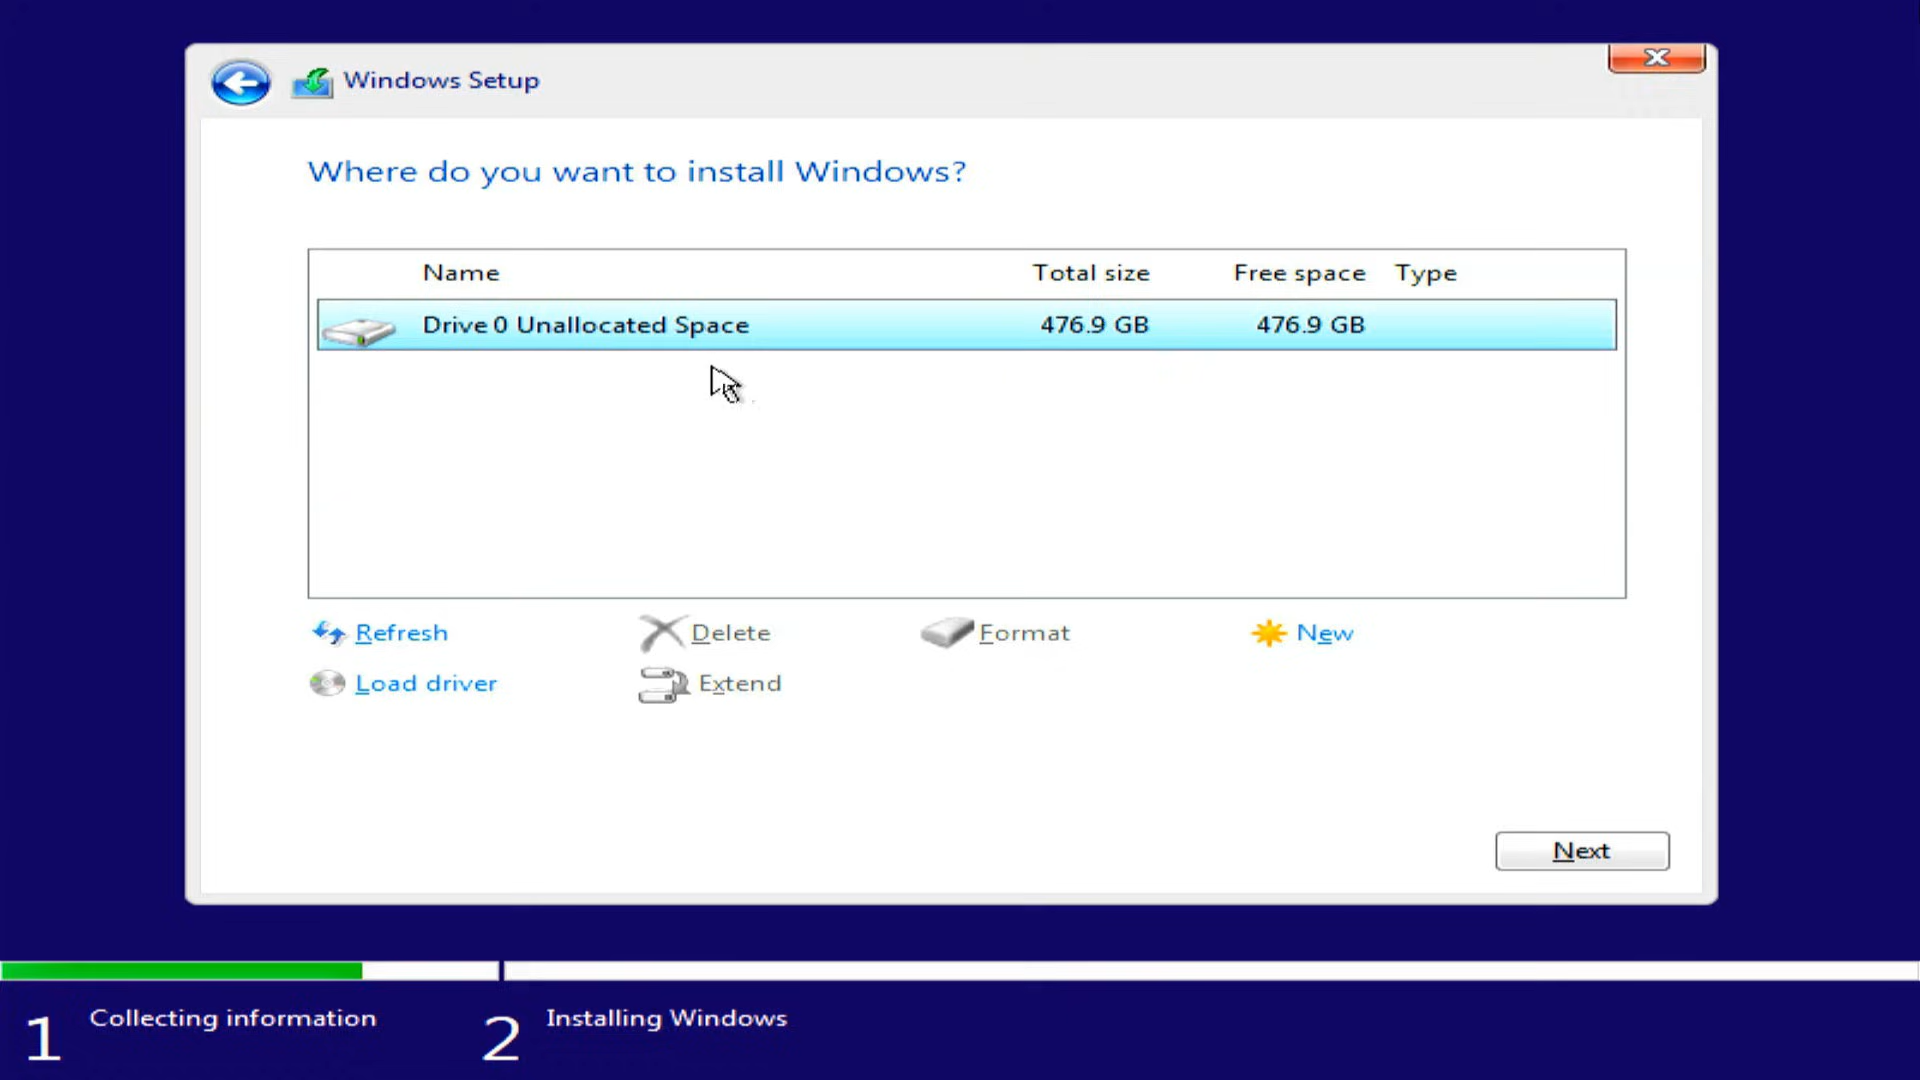 Windows Setup
Where do you want to install Windows?
Name Total size Free space Type
Drive 0 Unallocated Space 476.9 GB 476.9 GB
Refresh Delete Format New
Load driver Extend
Next
1 Collecting information 2 Installing Windows